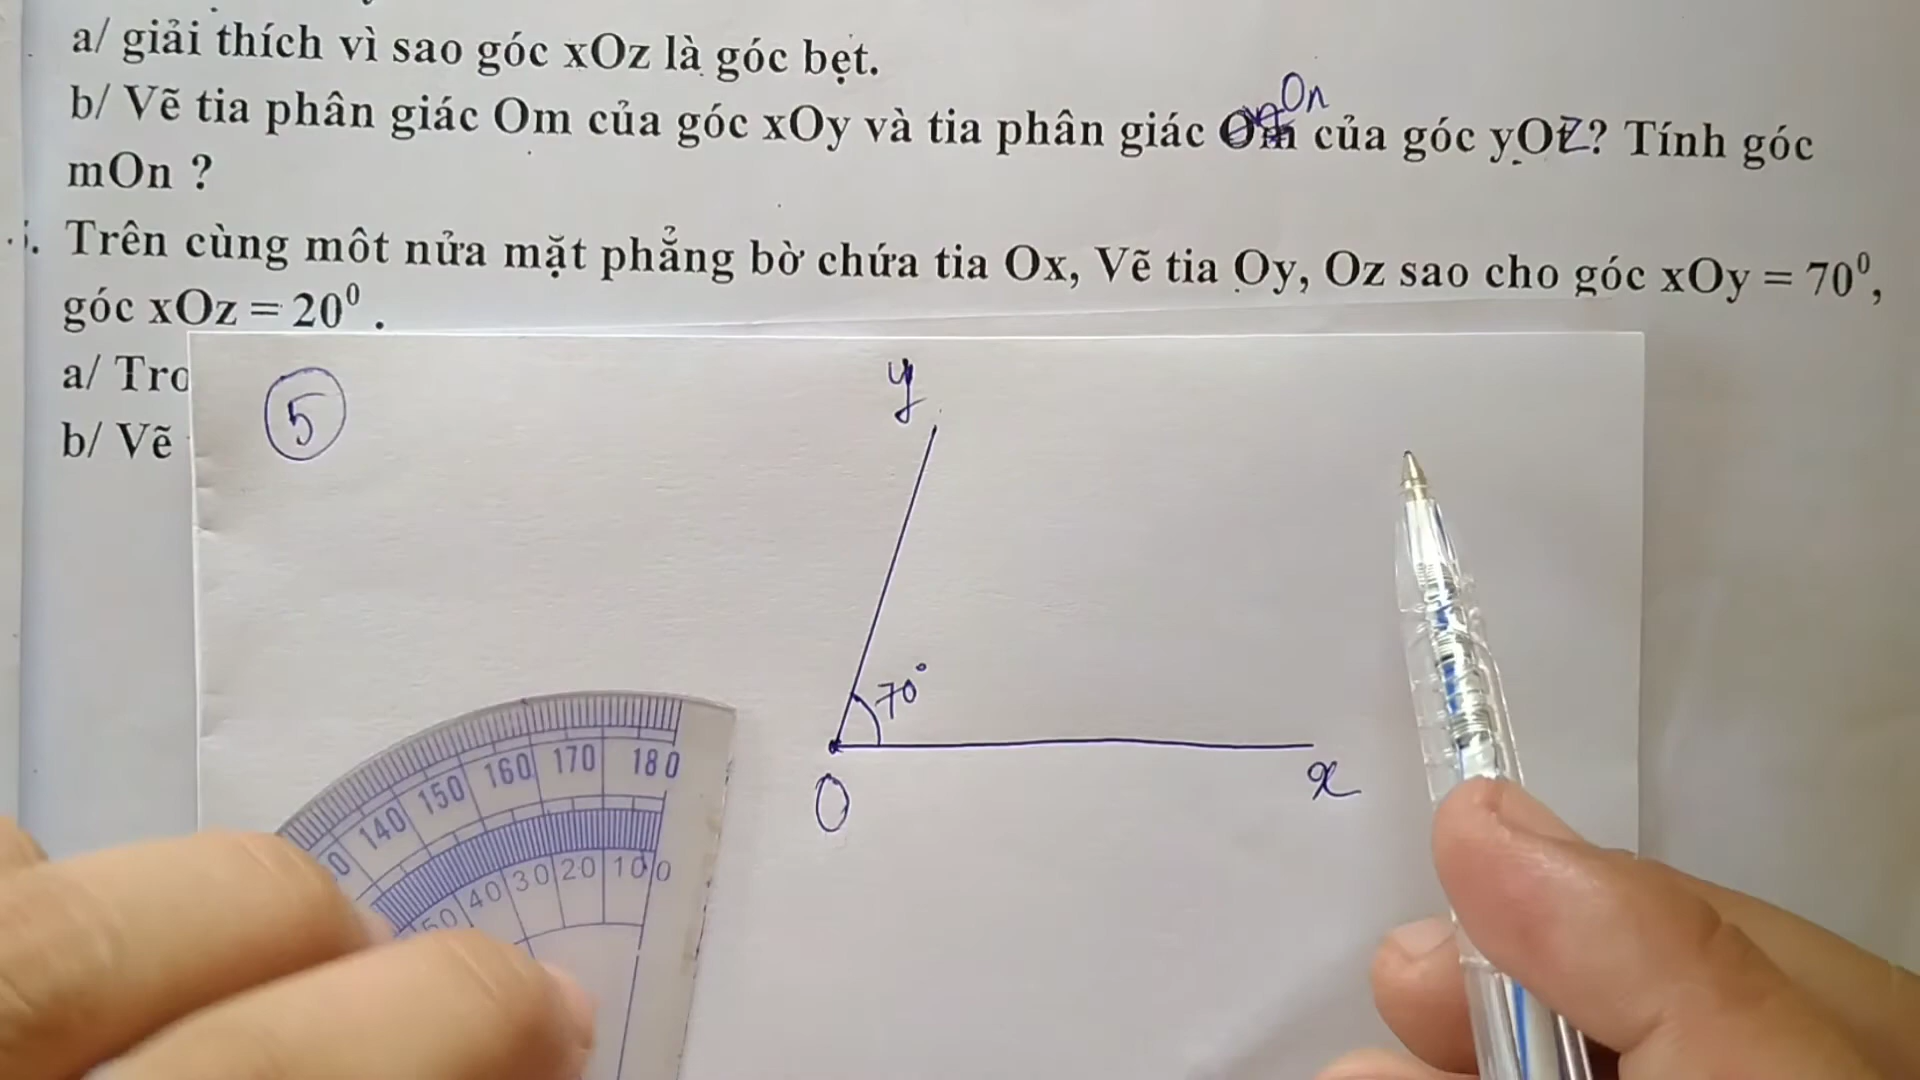 a/ giải thích vì sao góc xOz là góc bẹt.
On
b/ Vẽ tia phân giác Om của góc xOy và tia phân giác của góc yOz? Tính góc
mOn ?
Trên cùng môt nửa mặt phẳng bờ chứa tia Ox, Vẽ tia Oy, Oz sao cho góc xOy = 70⁰,
góc xOz = 20⁰ .
a/ Tro
b/ Vẽ
5
y
70°
O
x
140 150 160 170 180
50 40 30 20 10 0